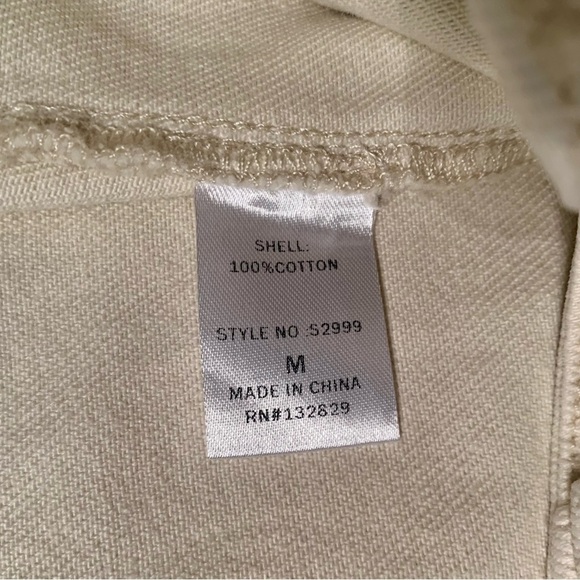 SHELL:
100%COTTON
STYLE NO :S2999
M
MADE IN CHINA
RN#132829